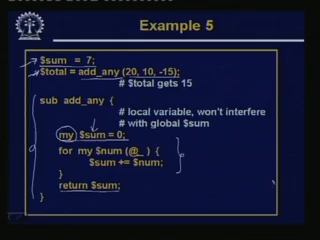 Example 5
$sum = 7;
$total = add_any (20, 10, -15);
# $total gets 15
sub add_any {
# local variable, won't interfere
# with global $sum
my $sum = 0;
for my $num (@_ ) {
$sum += $num;
}
return $sum;
}